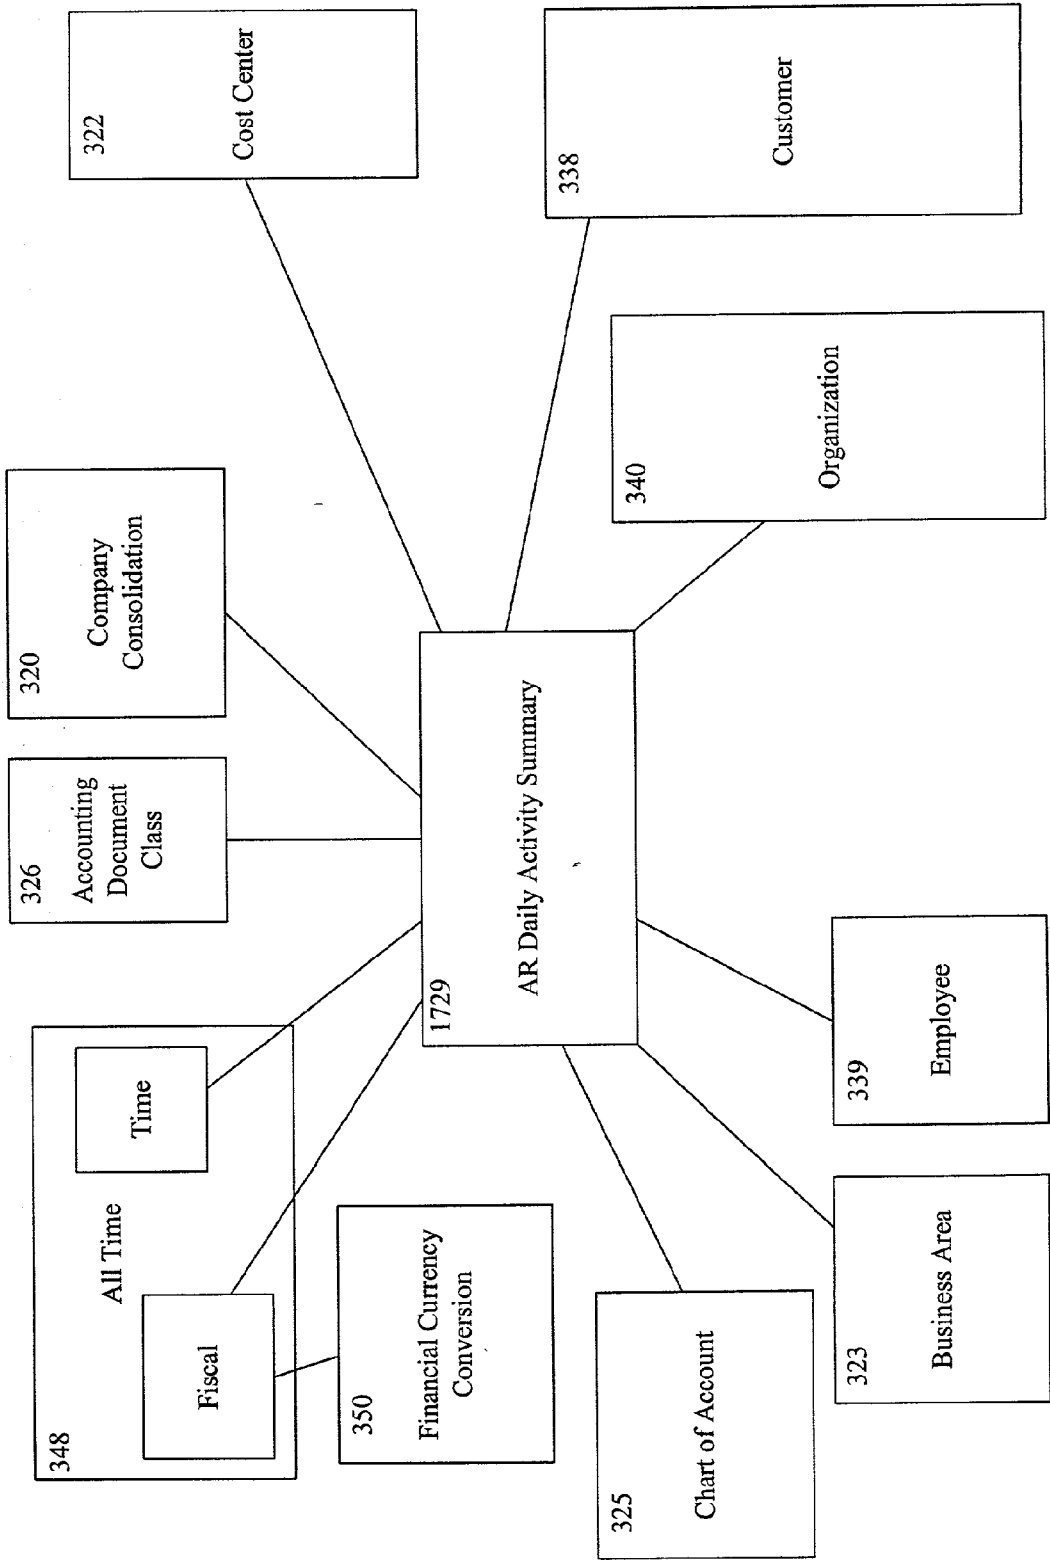 348
All Time
Fiscal
Time
326
Accounting
Document
Class
320
Company
Consolidation
322
Cost Center
350
Financial Currency
Conversion
1729
AR Daily Activity Summary
338
Customer
325
Chart of Account
340
Organization
323
Business Area
339
Employee